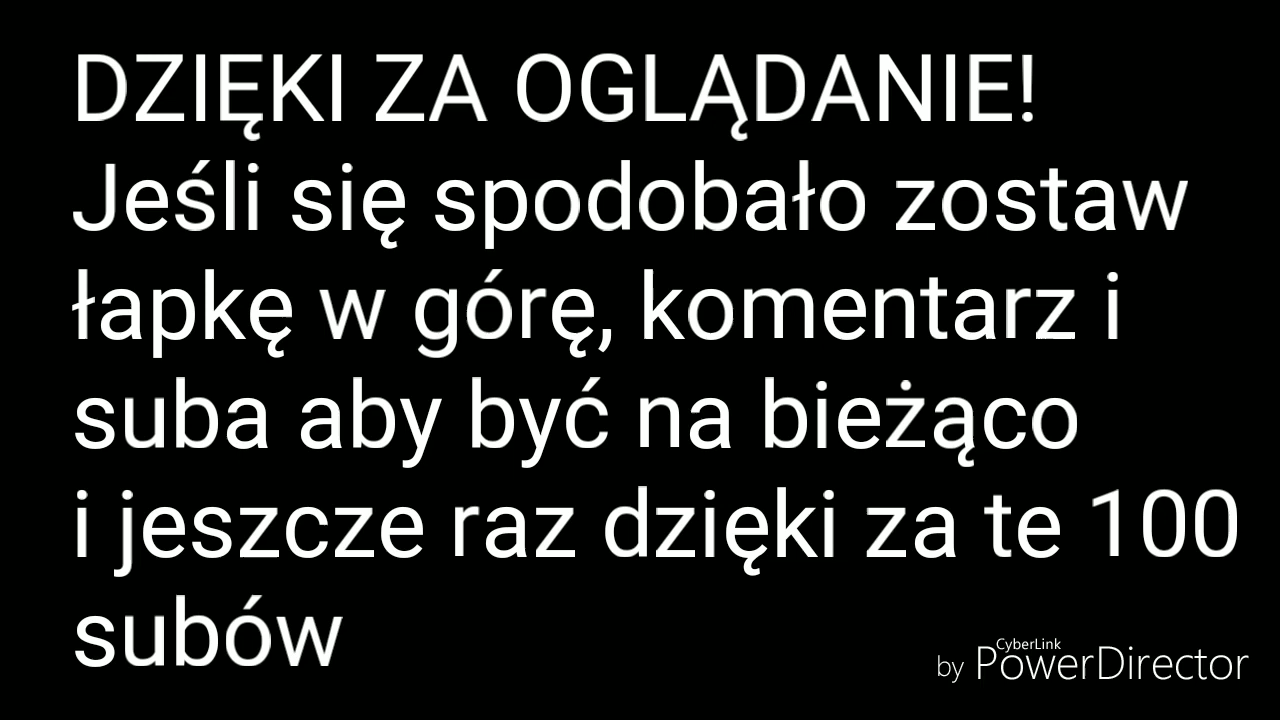 DZIĘKI ZA OGLĄDANIE!
Jeśli się spodobało zostaw
łapkę w górę, komentarz i
suba aby być na bieżąco
i jeszcze raz dzięki za te 100
subów
CyberLink
by PowerDirector